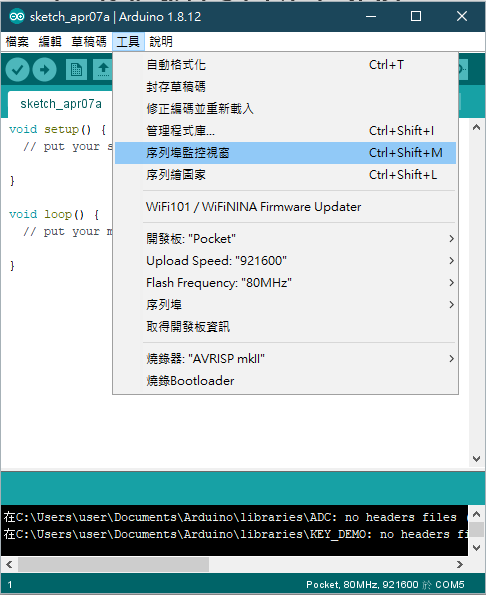 sketch_apr07a | Arduino 1.8.12
檔案 編輯 草稿碼 工具 說明
sketch_apr07a
void setup() {
// put your s
}
void loop() {
// put your m
}
自動格式化 Ctrl+T
封存草稿碼
修正編碼並重新載入
管理程式庫... Ctrl+Shift+I
序列埠監控視窗 Ctrl+Shift+M
序列繪圖家 Ctrl+Shift+L
WiFi101 / WiFiNINA Firmware Updater
開發板: "Pocket"
Upload Speed: "921600"
Flash Frequency: "80MHz"
序列埠
取得開發板資訊
燒錄器: "AVRISP mkII"
燒錄Bootloader
在C:\Users\user\Documents\Arduino\libraries\ADC: no headers files
在C:\Users\user\Documents\Arduino\libraries\KEY_DEMO: no headers fi
1 Pocket, 80MHz, 921600 於 COM5